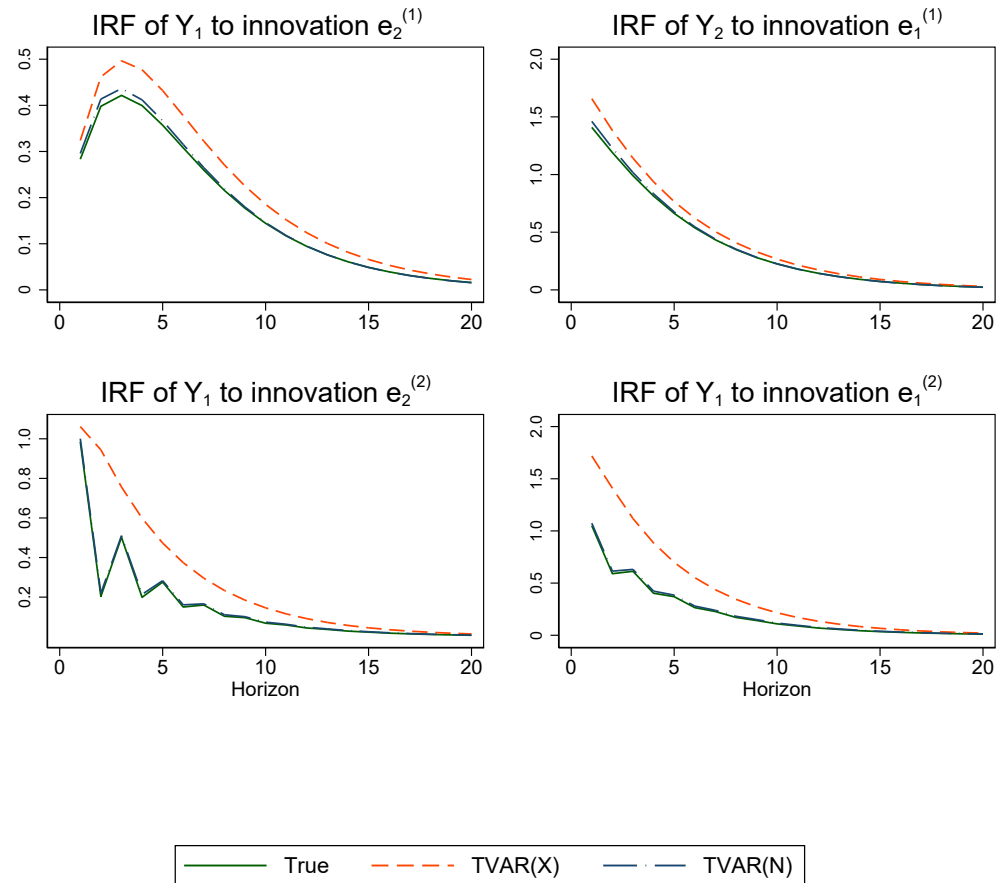 IRF of Y₁ to innovation e₂⁽¹⁾
0.5
0.4
0.3
0.2
0.1
0
0 5 10 15 20
IRF of Y₂ to innovation e₁⁽¹⁾
2.0
1.5
1.0
0.5
0
0 5 10 15 20
IRF of Y₁ to innovation e₂⁽²⁾
1.0
0.8
0.6
0.4
0.2
0 5 10 15 20
Horizon
IRF of Y₁ to innovation e₁⁽²⁾
2.0
1.5
1.0
0.5
0
0 5 10 15 20
Horizon
True TVAR(X) TVAR(N)